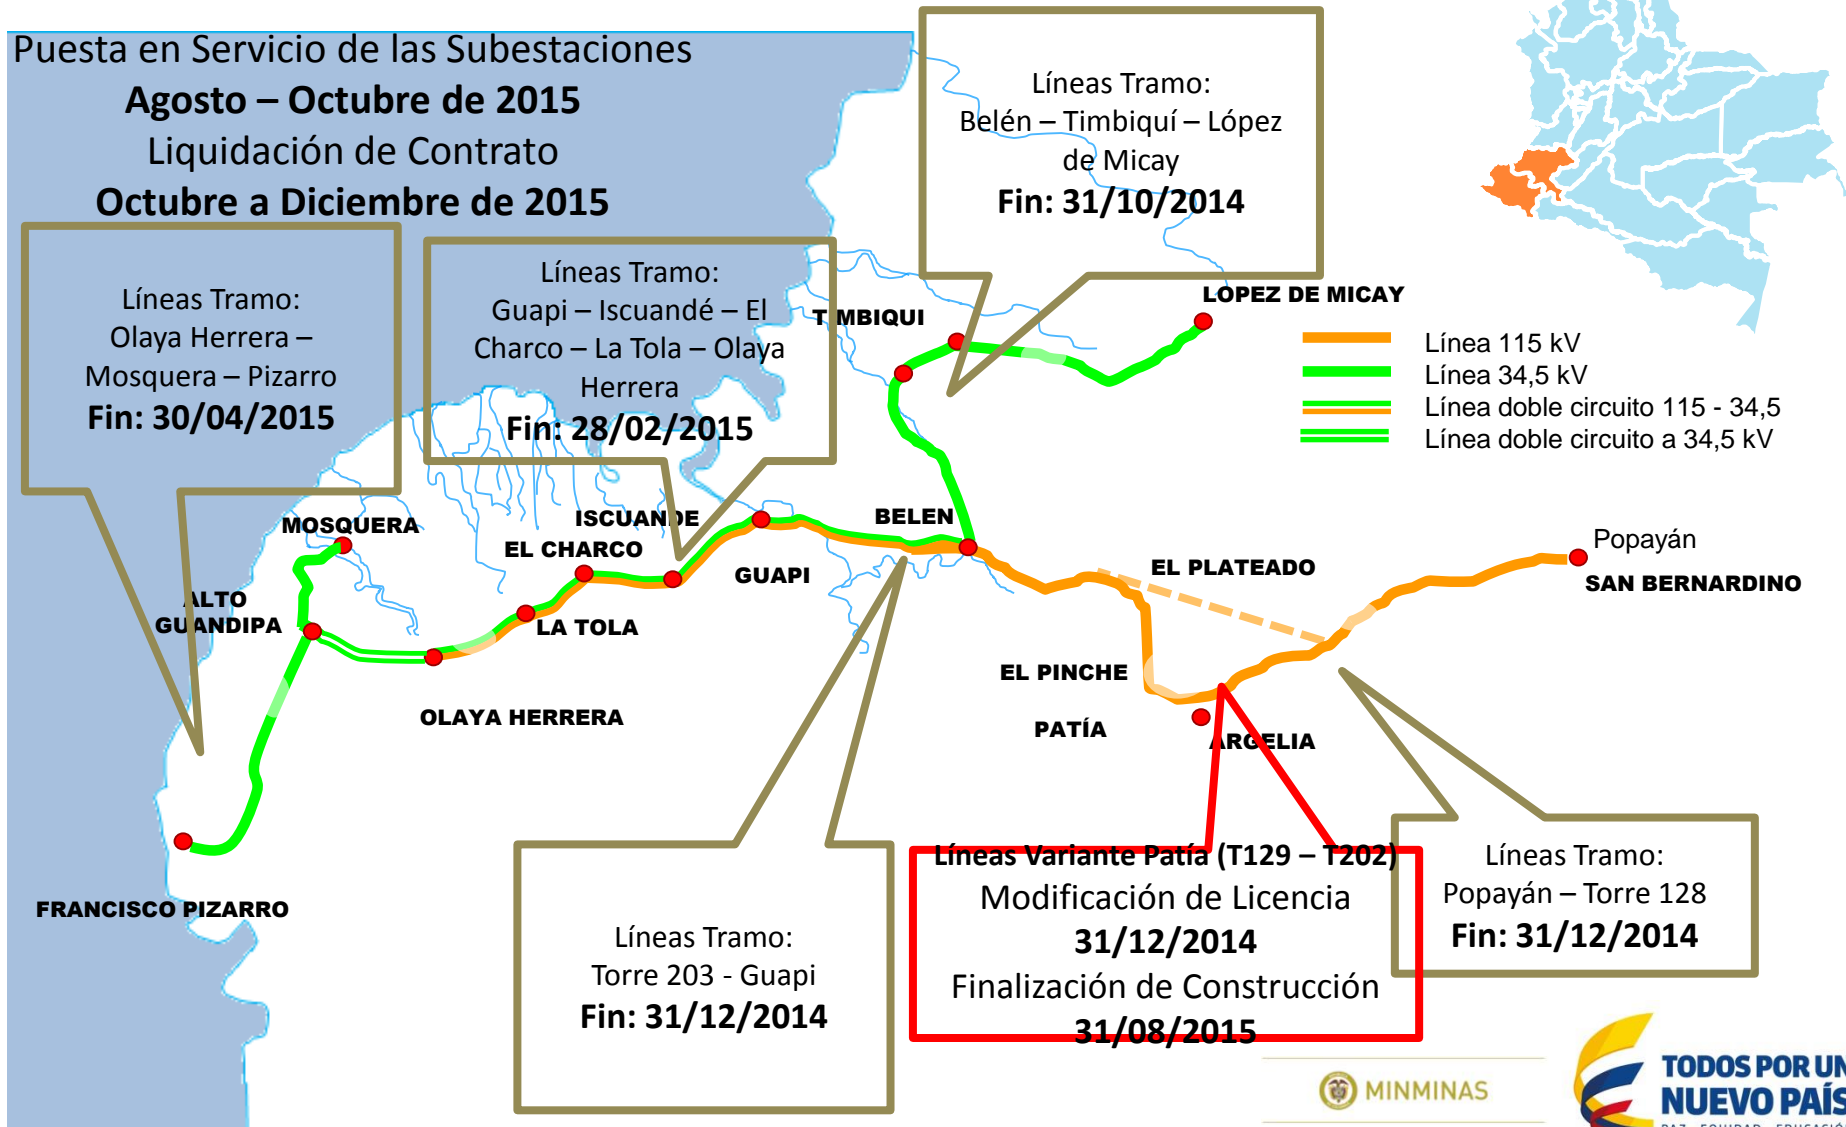 Puesta en Servicio de las Subestaciones
Agosto – Octubre de 2015
Liquidación de Contrato
Octubre a Diciembre de 2015
Líneas Tramo:
Belén – Timbiquí – López
de Micay
Fin: 31/10/2014
Líneas Tramo:
Olaya Herrera –
Mosquera – Pizarro
Fin: 30/04/2015
Líneas Tramo:
Guapi – Iscuandé – El
Charco – La Tola – Olaya
Herrera
Fin: 28/02/2015
TIMBIQUI
LOPEZ DE MICAY
Línea 115 kV
Línea 34,5 kV
Línea doble circuito 115 - 34,5
Línea doble circuito a 34,5 kV
MOSQUERA
ISCUANDE
EL CHARCO
GUAPI
BELEN
EL PLATEADO
Popayán
SAN BERNARDINO
ALTO
GUANDIPA
LA TOLA
OLAYA HERRERA
EL PINCHE
PATÍA
ARGELIA
FRANCISCO PIZARRO
Líneas Tramo:
Torre 203 - Guapi
Fin: 31/12/2014
Líneas Variante Patía (T129 – T202)
Modificación de Licencia
31/12/2014
Finalización de Construcción
31/08/2015
Líneas Tramo:
Popayán – Torre 128
Fin: 31/12/2014
MINMINAS
TODOS POR UN
NUEVO PAÍS
PAZ EQUIDAD EDUCACIÓN